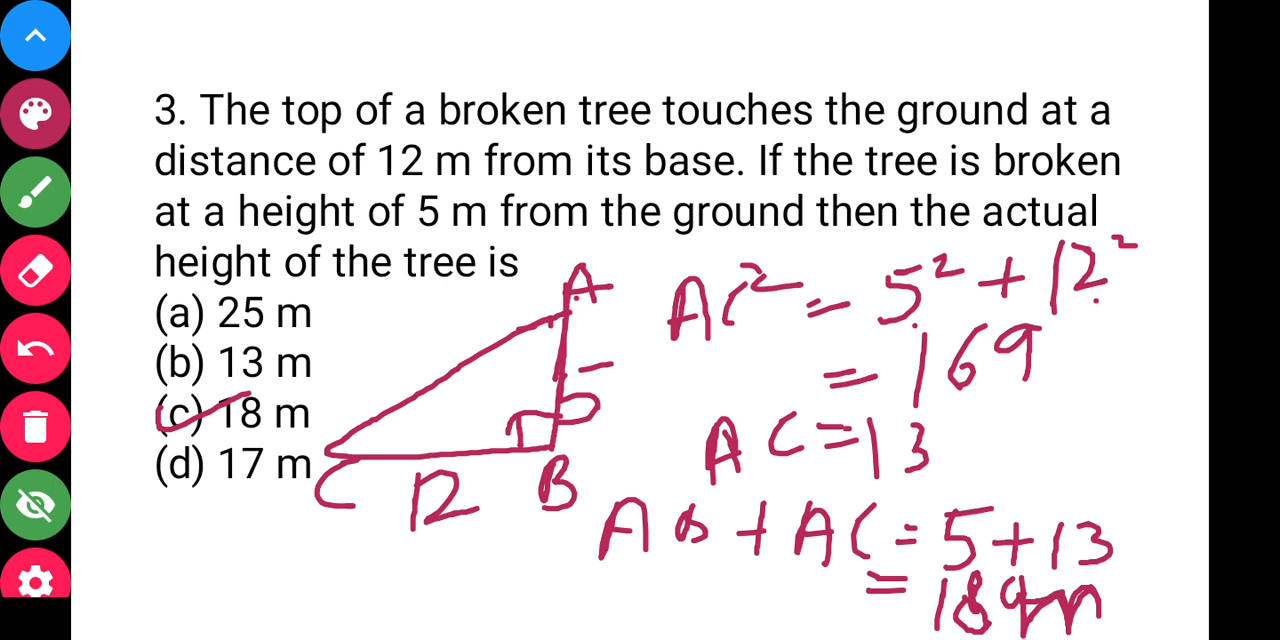 3. The top of a broken tree touches the ground at a
distance of 12 m from its base. If the tree is broken
at a height of 5 m from the ground then the actual
height of the tree is
(a) 25 m
(b) 13 m
(c) 18 m
(d) 17 m
A
5
C
12
B
AC² = 5² + 12²
= 169
AC = 13
AB + AC = 5 + 13
= 18 m